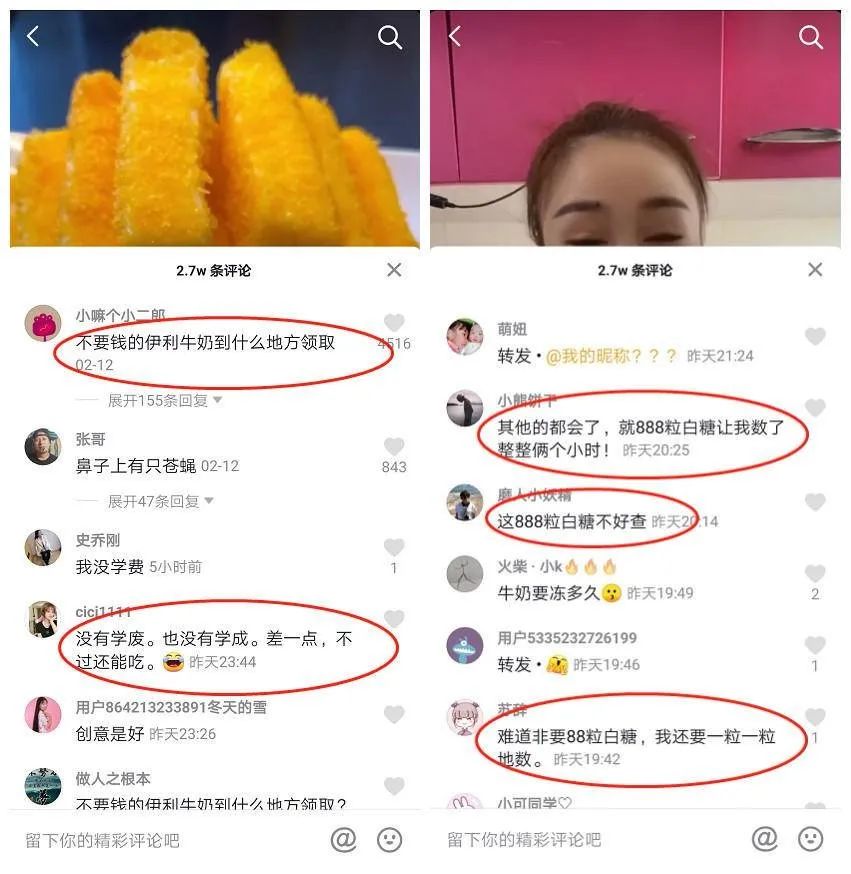 2.7w 条评论
小嘛个小二郎
不要钱的伊利牛奶到什么地方领取
4516
02-12
展开155条回复
张哥
鼻子上有只苍蝇 02-12
843
展开47条回复
史乔刚
我没学费 5小时前
1
cici1111
没有学废。也没有学成。差一点，不
过还能吃。😂 昨天23:44
用户864213233891冬天的雪
创意是好 昨天23:26
做人之根本
不要钱的伊利牛奶到什么地方领取？
留下你的精彩评论吧
@
2.7w 条评论
萌妞
转发 · @我的昵称？？？ 昨天21:24
小熊饼干
其他的都会了，就888粒白糖让我数了
整整俩个小时！ 昨天20:25
磨人小妖精
这888粒白糖不好查 昨天20:14
火柴 · 小k🔥🔥🔥
牛奶要冻多久😗 昨天19:49
2
用户5335232726199
转发 · 🤗 昨天19:46
1
苏辞
难道非要88粒白糖，我还要一粒一粒
1
地数。 昨天19:42
小可同学♡
留下你的精彩评论吧
@